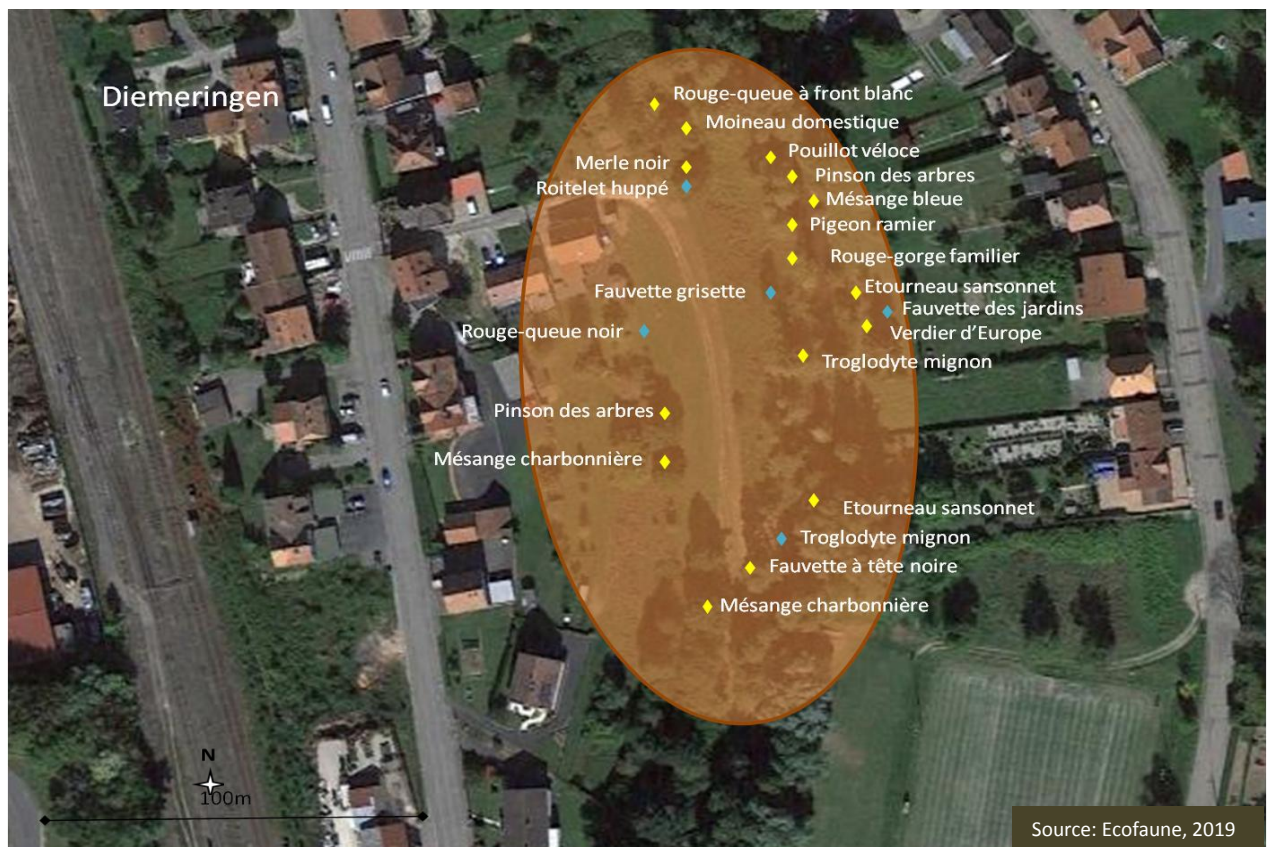 Diemeringen
Rouge-queue à front blanc
Moineau domestique
Pouillot véloce
Merle noir
Pinson des arbres
Roitelet huppé
Mésange bleue
Pigeon ramier
Rouge-gorge familier
Etourneau sansonnet
Fauvette grisette
Fauvette des jardins
Rouge-queue noir
Verdier d’Europe
Troglodyte mignon
Pinson des arbres
Mésange charbonnière
Etourneau sansonnet
Troglodyte mignon
Fauvette à tête noire
Mésange charbonnière
N
100m
Source: Ecofaune, 2019